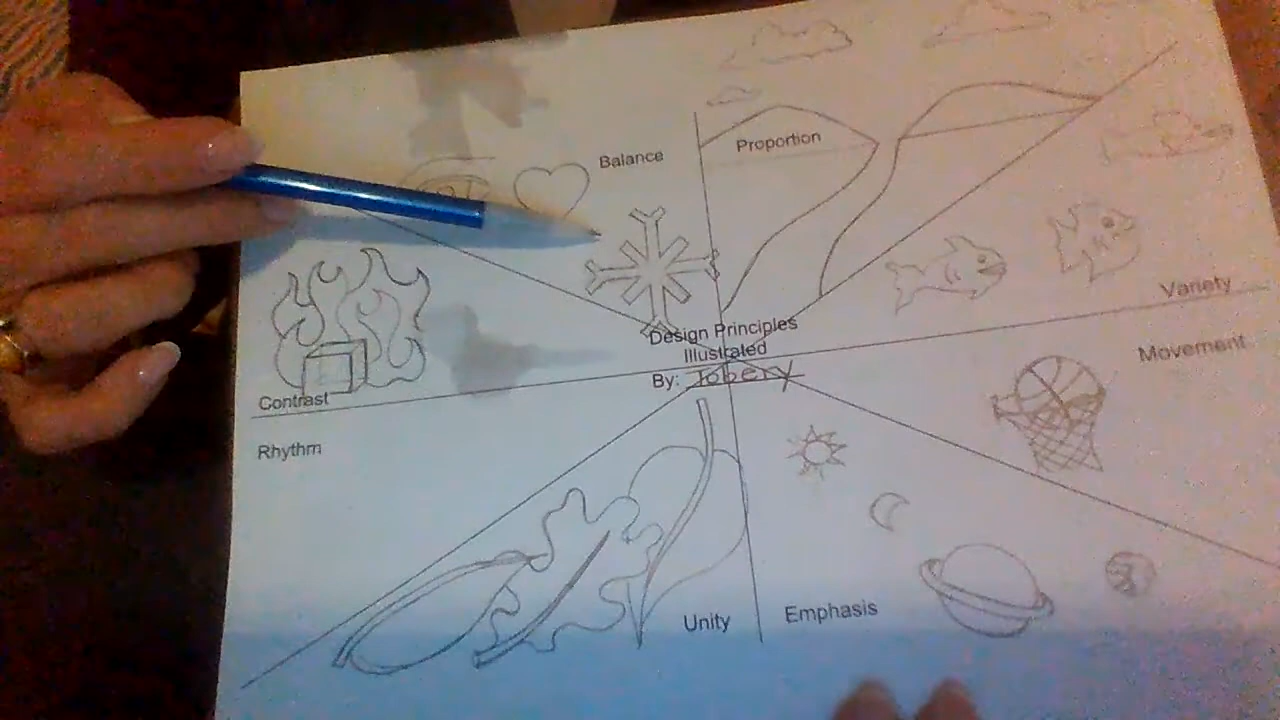 Balance
Proportion
Variety
Design Principles
Illustrated
By: Tobery
Movement
Contrast
Rhythm
Unity
Emphasis